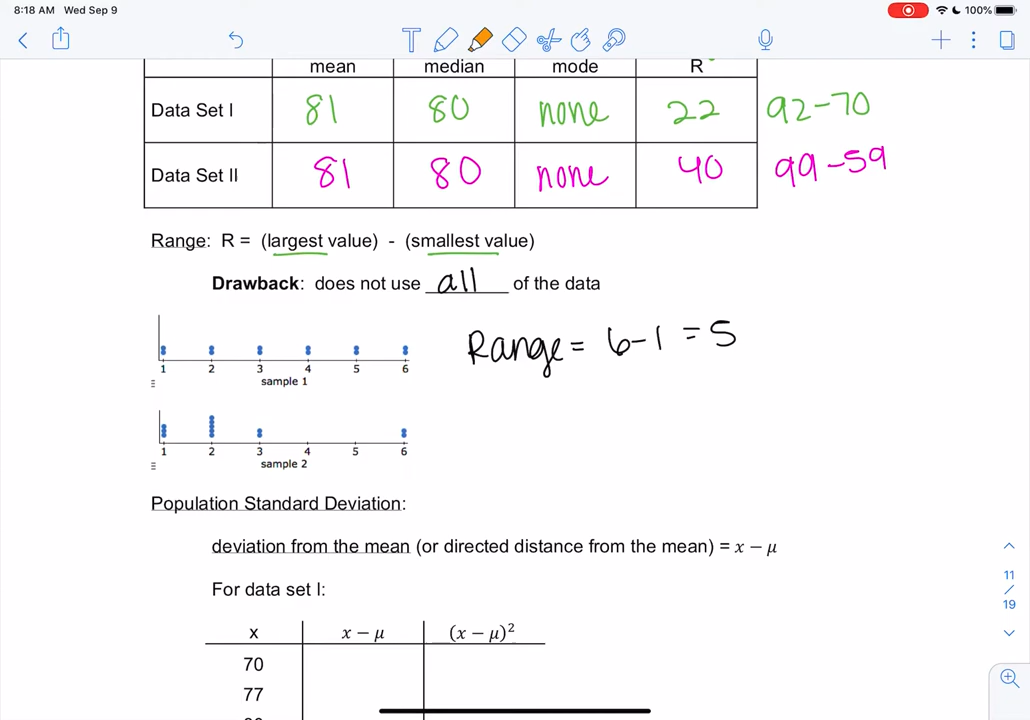 8:18 AM Wed Sep 9 100%
mean median mode R
Data Set I 81 80 none 22 92-70
Data Set II 81 80 none 40 99-59
Range: R = (largest value) - (smallest value)
Drawback: does not use all of the data
Range = 6-1 = 5
1 2 3 4 5 6
sample 1
1 2 3 4 5 6
sample 2
Population Standard Deviation:
deviation from the mean (or directed distance from the mean) = x − μ
For data set I:
x x − μ (x − μ)²
70
77
11
/
19